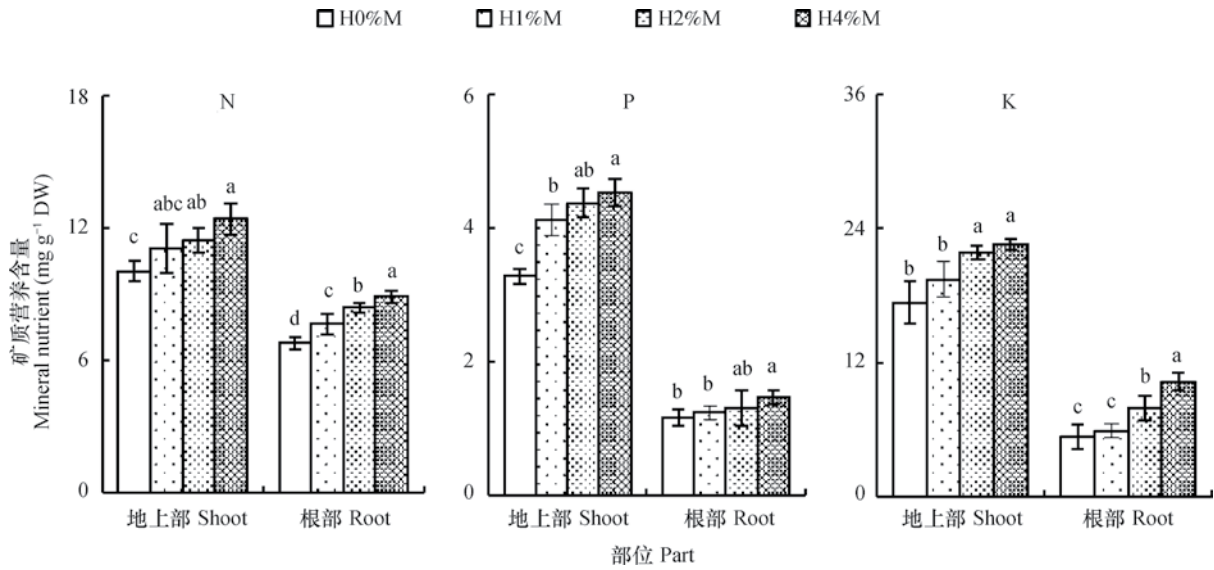 H0%M H1%M H2%M H4%M
矿质营养含量
Mineral nutrient (mg g⁻¹ DW)
N
18
12
6
0
c abc ab a
d c b a
地上部 Shoot 根部 Root
P
6
4
2
0
c b ab a
b b ab a
地上部 Shoot 根部 Root
K
36
24
12
0
b b a a
c c b a
地上部 Shoot 根部 Root
部位 Part